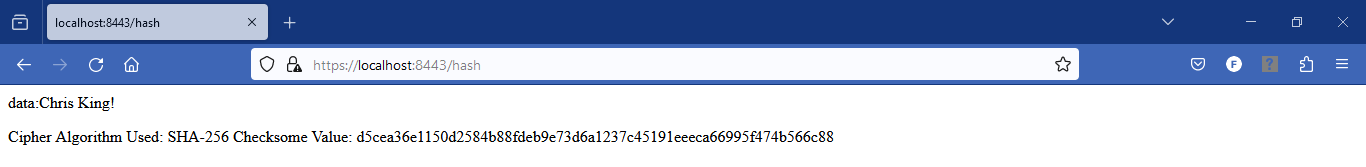 localhost:8443/hash
https://localhost:8443/hash
F
?
data:Chris King!
Cipher Algorithm Used: SHA-256 Checksome Value: d5cea36e1150d2584b88fdeb9e73d6a1237c45191eeeca66995f474b566c88